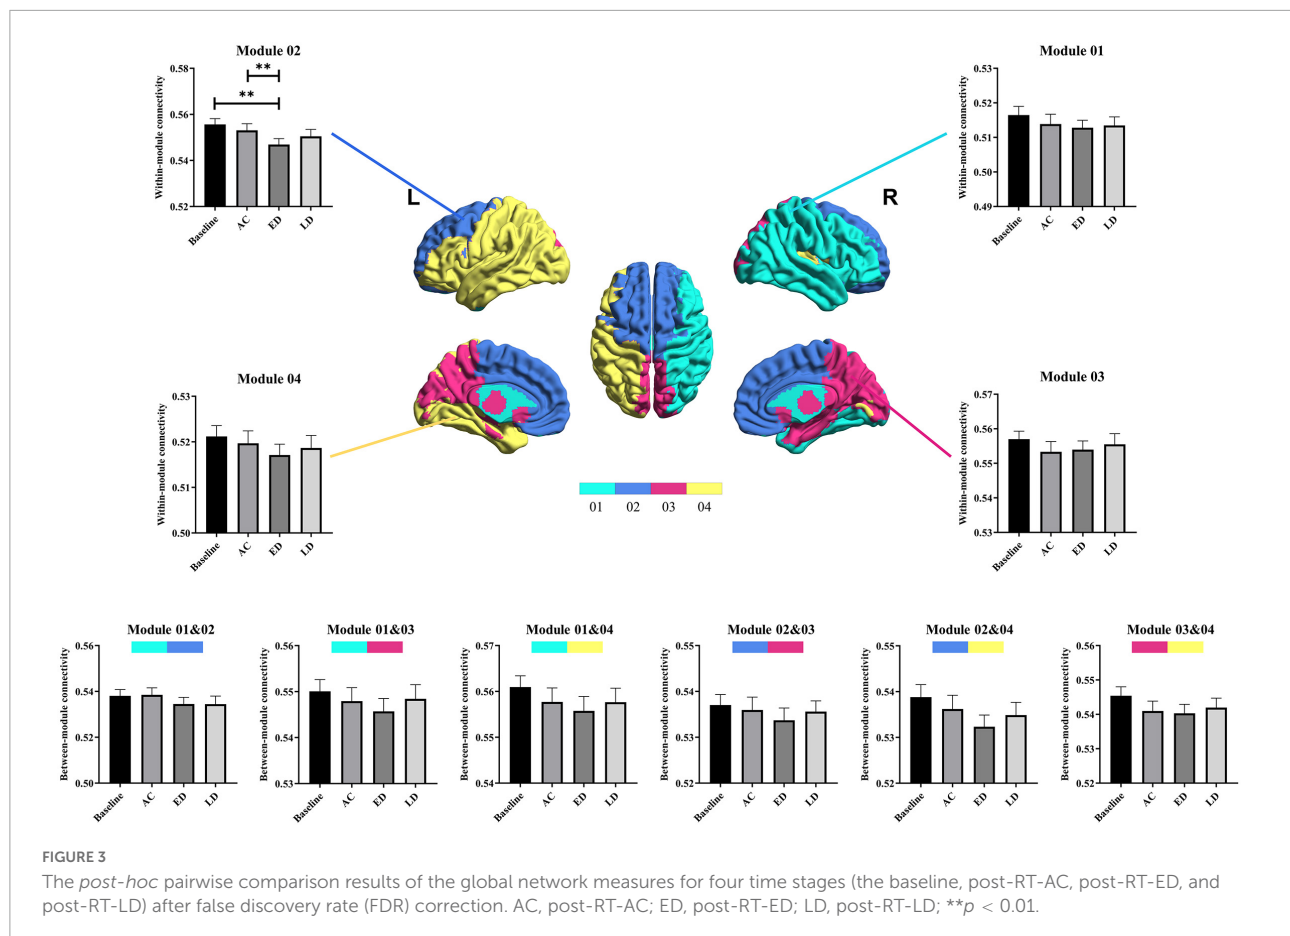 Module 02
Within-module connectivity
0.58
0.56
0.54
0.52
**
**
Baseline
AC
ED
LD
Module 01
Within-module connectivity
0.53
0.52
0.51
0.50
0.49
Baseline
AC
ED
LD
L
R
Module 04
Within-module connectivity
0.53
0.52
0.51
0.50
Baseline
AC
ED
LD
Module 03
Within-module connectivity
0.57
0.56
0.55
0.54
0.53
Baseline
AC
ED
LD
01 02 03 04
Module 01&02
Between-module connectivity
0.56
0.54
0.52
0.50
Baseline
AC
ED
LD
Module 01&03
Between-module connectivity
0.56
0.55
0.54
0.53
Baseline
AC
ED
LD
Module 01&04
Between-module connectivity
0.57
0.56
0.55
0.54
Baseline
AC
ED
LD
Module 02&03
Between-module connectivity
0.55
0.54
0.53
0.52
Baseline
AC
ED
LD
Module 02&04
Between-module connectivity
0.55
0.54
0.53
0.52
Baseline
AC
ED
LD
Module 03&04
Between-module connectivity
0.56
0.55
0.54
0.53
0.52
Baseline
AC
ED
LD
FIGURE 3
The post-hoc pairwise comparison results of the global network measures for four time stages (the baseline, post-RT-AC, post-RT-ED, and
post-RT-LD) after false discovery rate (FDR) correction. AC, post-RT-AC; ED, post-RT-ED; LD, post-RT-LD; **p < 0.01.